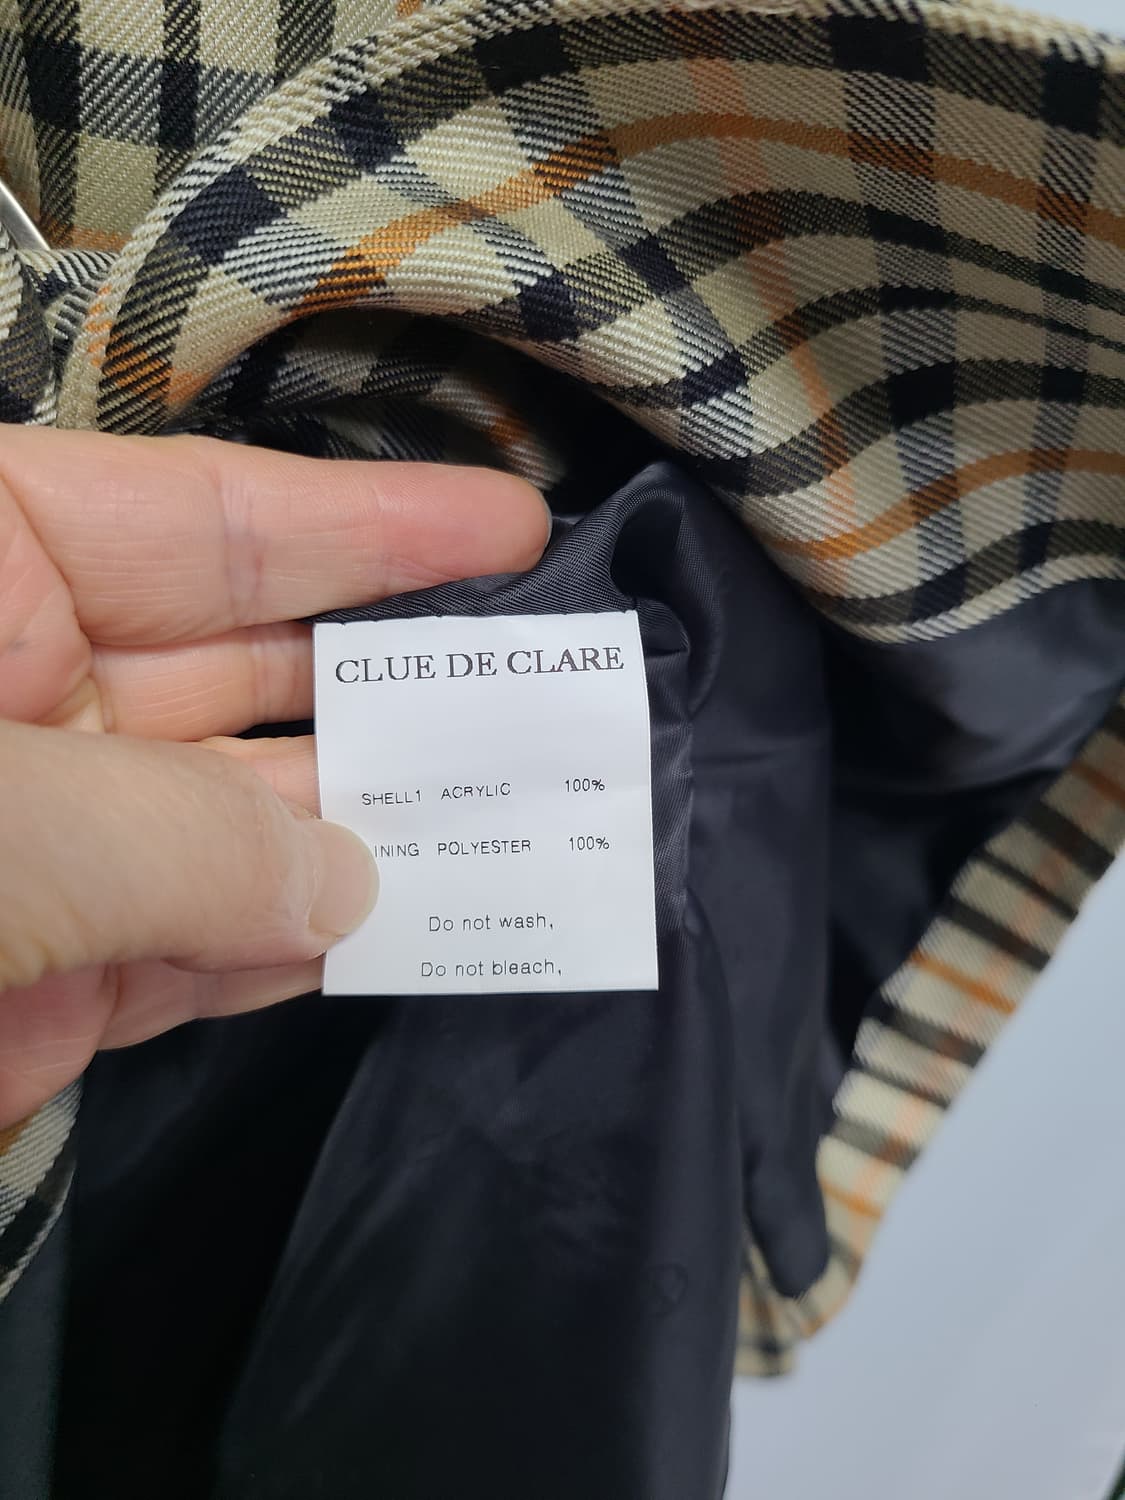 CLUE DE CLARE
SHELL1 ACRYLIC 100%
INING POLYESTER 100%
Do not wash,
Do not bleach,